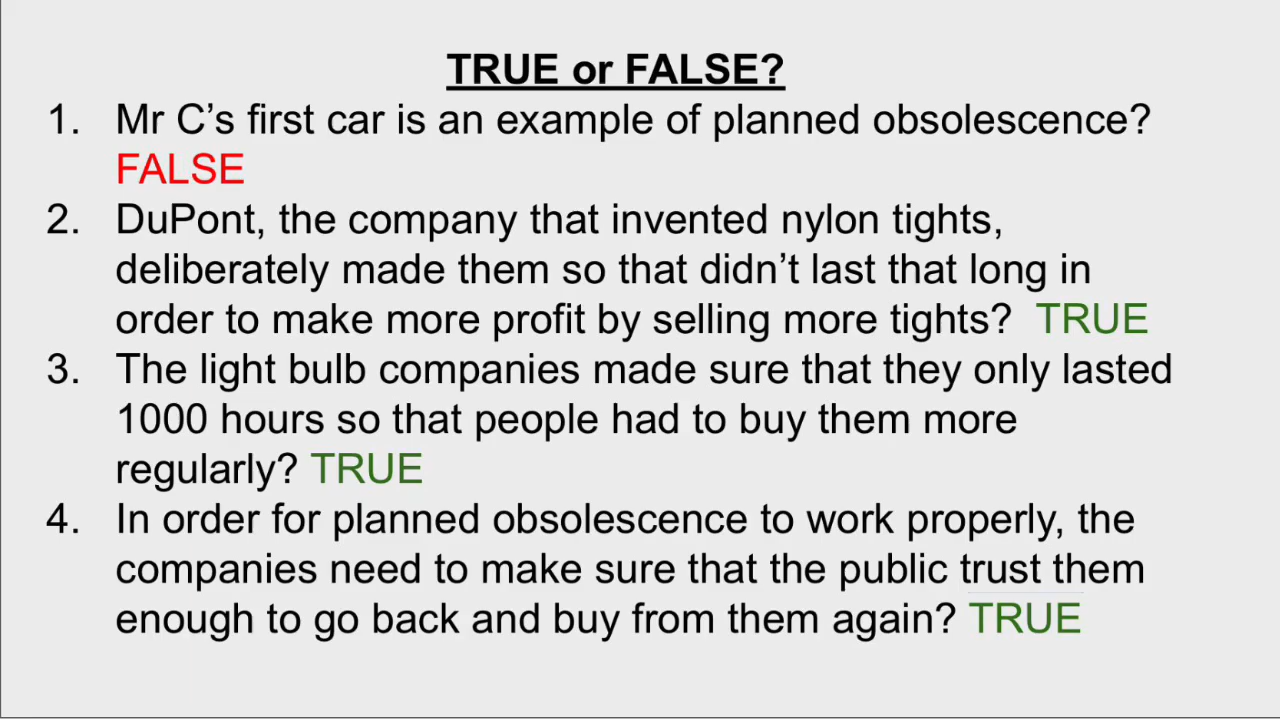 TRUE or FALSE?
1. Mr C’s first car is an example of planned obsolescence?
FALSE
2. DuPont, the company that invented nylon tights,
deliberately made them so that didn’t last that long in
order to make more profit by selling more tights? TRUE
3. The light bulb companies made sure that they only lasted
1000 hours so that people had to buy them more
regularly? TRUE
4. In order for planned obsolescence to work properly, the
companies need to make sure that the public trust them
enough to go back and buy from them again? TRUE